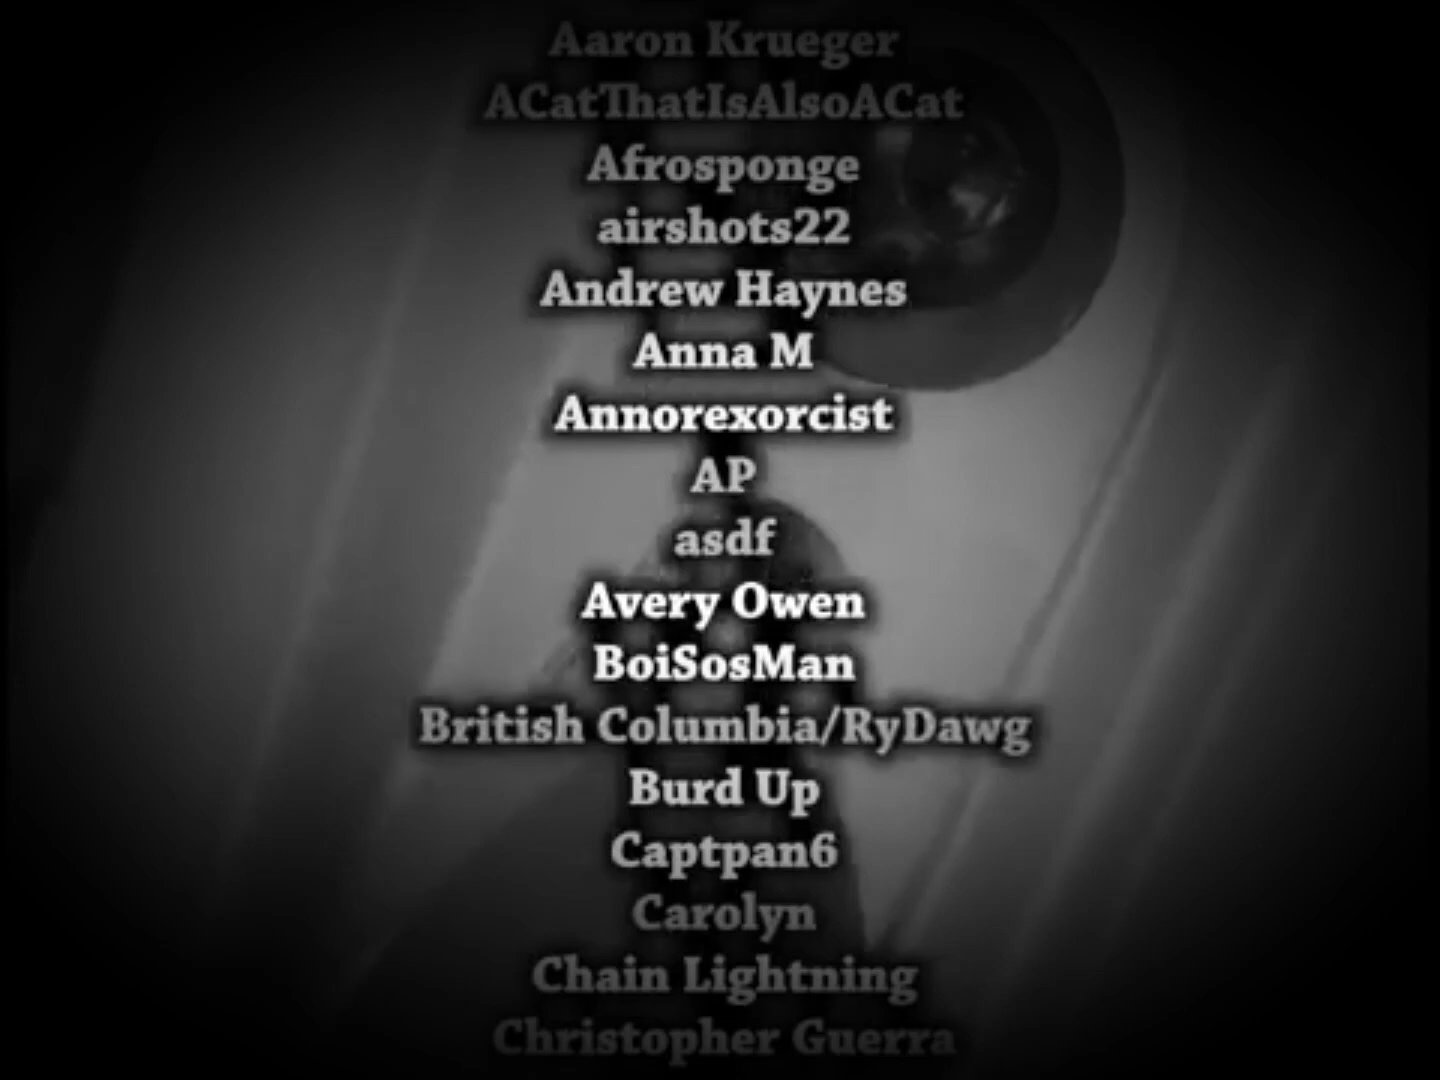 Aaron Krueger
ACatThatIsAlsoACat
Afrosponge
airshots22
Andrew Haynes
Anna M
Annorexorcist
AP
asdf
Avery Owen
BoiSosMan
British Columbia/RyDawg
Burd Up
Captpan6
Carolyn
Chain Lightning
Christopher Guerra